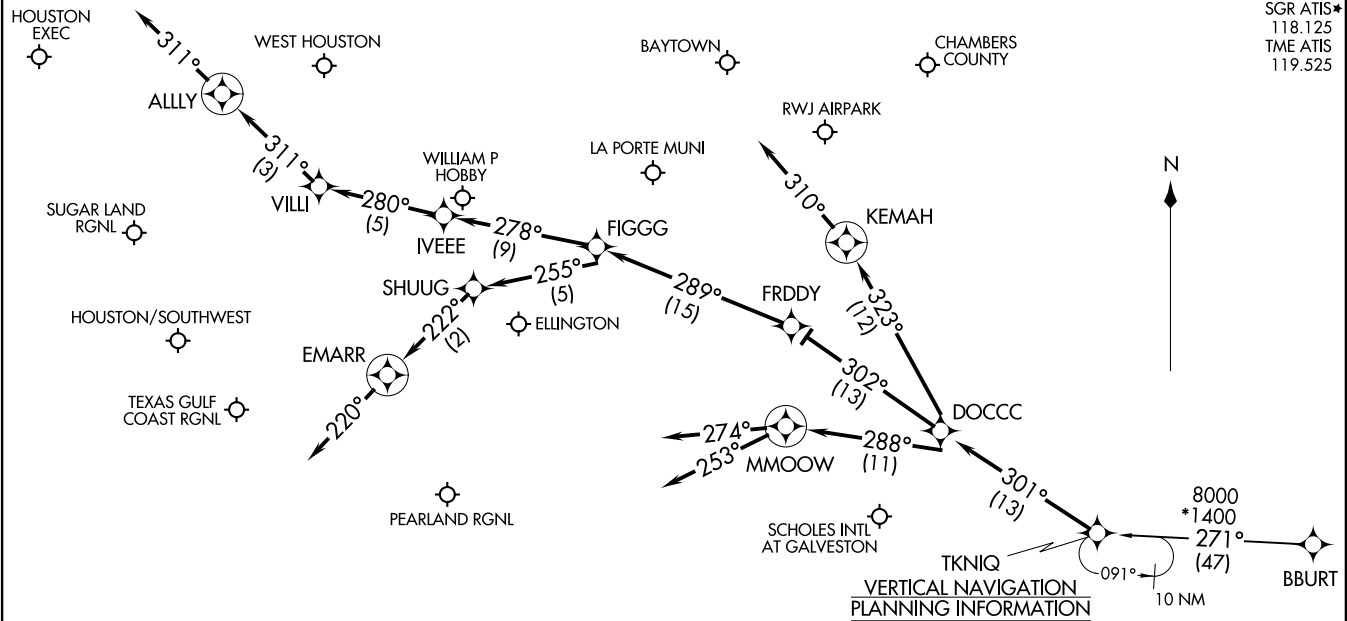 HOUSTON
EXEC
SGR ATIS★
118.125
TME ATIS
119.525
311°
WEST HOUSTON
BAYTOWN
CHAMBERS
COUNTY
ALLLY
RWJ AIRPARK
311°
(3)
WILLIAM P
HOBBY
LA PORTE MUNI
N
310°
VILLI
280°
(5)
KEMAH
SUGAR LAND
RGNL
IVEEE
278°
(9)
FIGGG
SHUUG
255°
(5)
289°
(15)
FRDDY
323°
(12)
HOUSTON/SOUTHWEST
222°
(2)
ELLINGTON
EMARR
302°
(13)
TEXAS GULF
COAST RGNL
220°
DOCCC
274°
253°
MMOOW
288°
(11)
301°
(13)
PEARLAND RGNL
SCHOLES INTL
AT GALVESTON
8000
*1400
271°
(47)
TKNIQ
BBURT
091°
10 NM
VERTICAL NAVIGATION
PLANNING INFORMATION